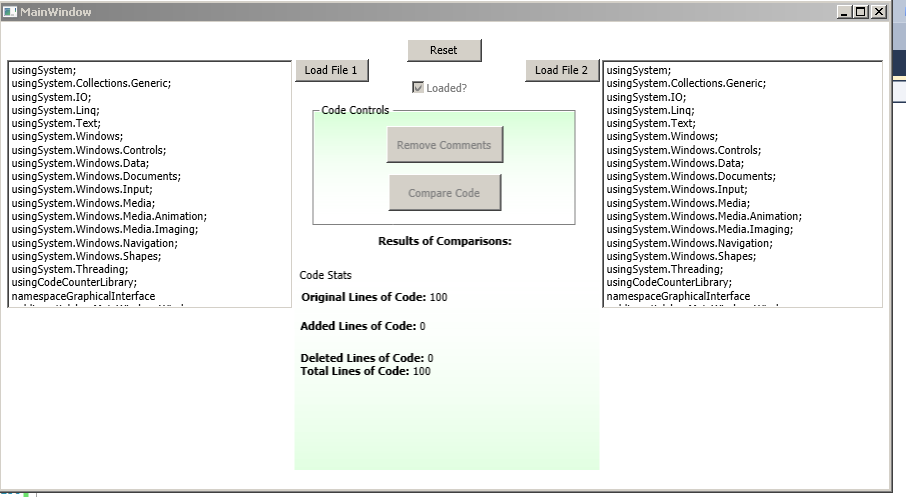 MainWindow
Reset
Load File 1
Load File 2
Loaded?
usingSystem;
usingSystem.Collections.Generic;
usingSystem.IO;
usingSystem.Linq;
usingSystem.Text;
usingSystem.Windows;
usingSystem.Windows.Controls;
usingSystem.Windows.Data;
usingSystem.Windows.Documents;
usingSystem.Windows.Input;
usingSystem.Windows.Media;
usingSystem.Windows.Media.Animation;
usingSystem.Windows.Media.Imaging;
usingSystem.Windows.Navigation;
usingSystem.Windows.Shapes;
usingSystem.Threading;
usingCodeCounterLibrary;
namespaceGraphicalInterface
Code Controls
Remove Comments
Compare Code
Results of Comparisons:
Code Stats
Original Lines of Code: 100
Added Lines of Code: 0
Deleted Lines of Code: 0
Total Lines of Code: 100
usingSystem;
usingSystem.Collections.Generic;
usingSystem.IO;
usingSystem.Linq;
usingSystem.Text;
usingSystem.Windows;
usingSystem.Windows.Controls;
usingSystem.Windows.Data;
usingSystem.Windows.Documents;
usingSystem.Windows.Input;
usingSystem.Windows.Media;
usingSystem.Windows.Media.Animation;
usingSystem.Windows.Media.Imaging;
usingSystem.Windows.Navigation;
usingSystem.Windows.Shapes;
usingSystem.Threading;
usingCodeCounterLibrary;
namespaceGraphicalInterface